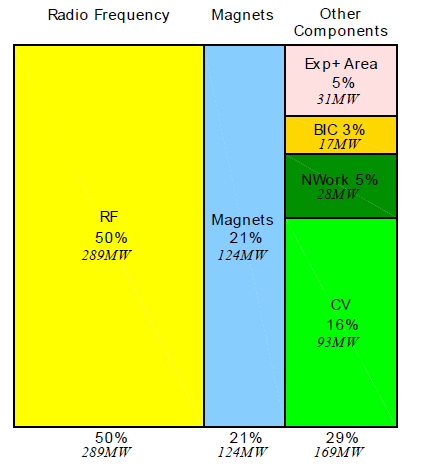 Radio Frequency
Magnets
Other
Components
Exp+ Area
5%
31MW
BIC 3%
17MW
NWork 5%
28MW
RF
50%
289MW
Magnets
21%
124MW
CV
16%
93MW
50%
289MW
21%
124MW
29%
169MW